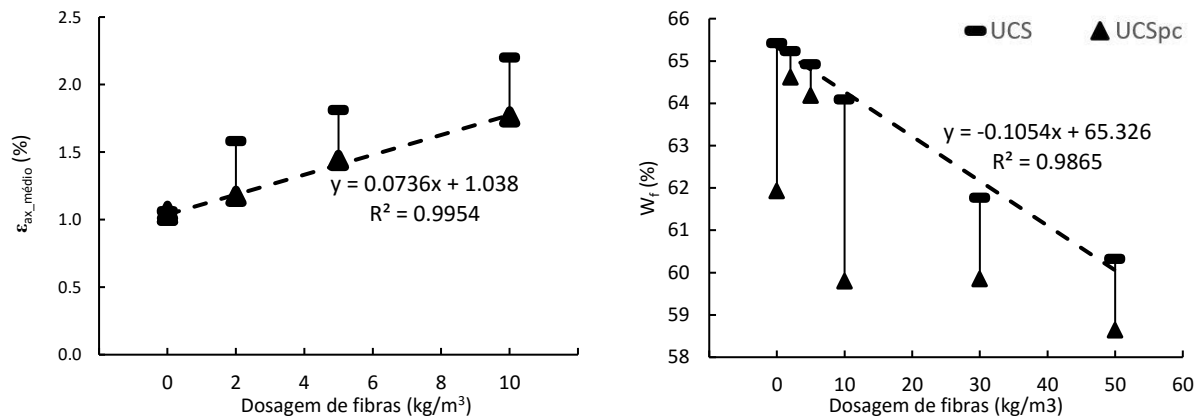 2.5
2.0
1.5
1.0
0.5
0.0
ε_ax_médio (%)
y = 0.0736x + 1.038
R² = 0.9954
0 2 4 6 8 10
Dosagem de fibras (kg/m³)
66
65
64
63
62
61
60
59
58
W_f (%)
UCS UCSpc
y = -0.1054x + 65.326
R² = 0.9865
0 10 20 30 40 50 60
Dosagem de fibras (kg/m3)